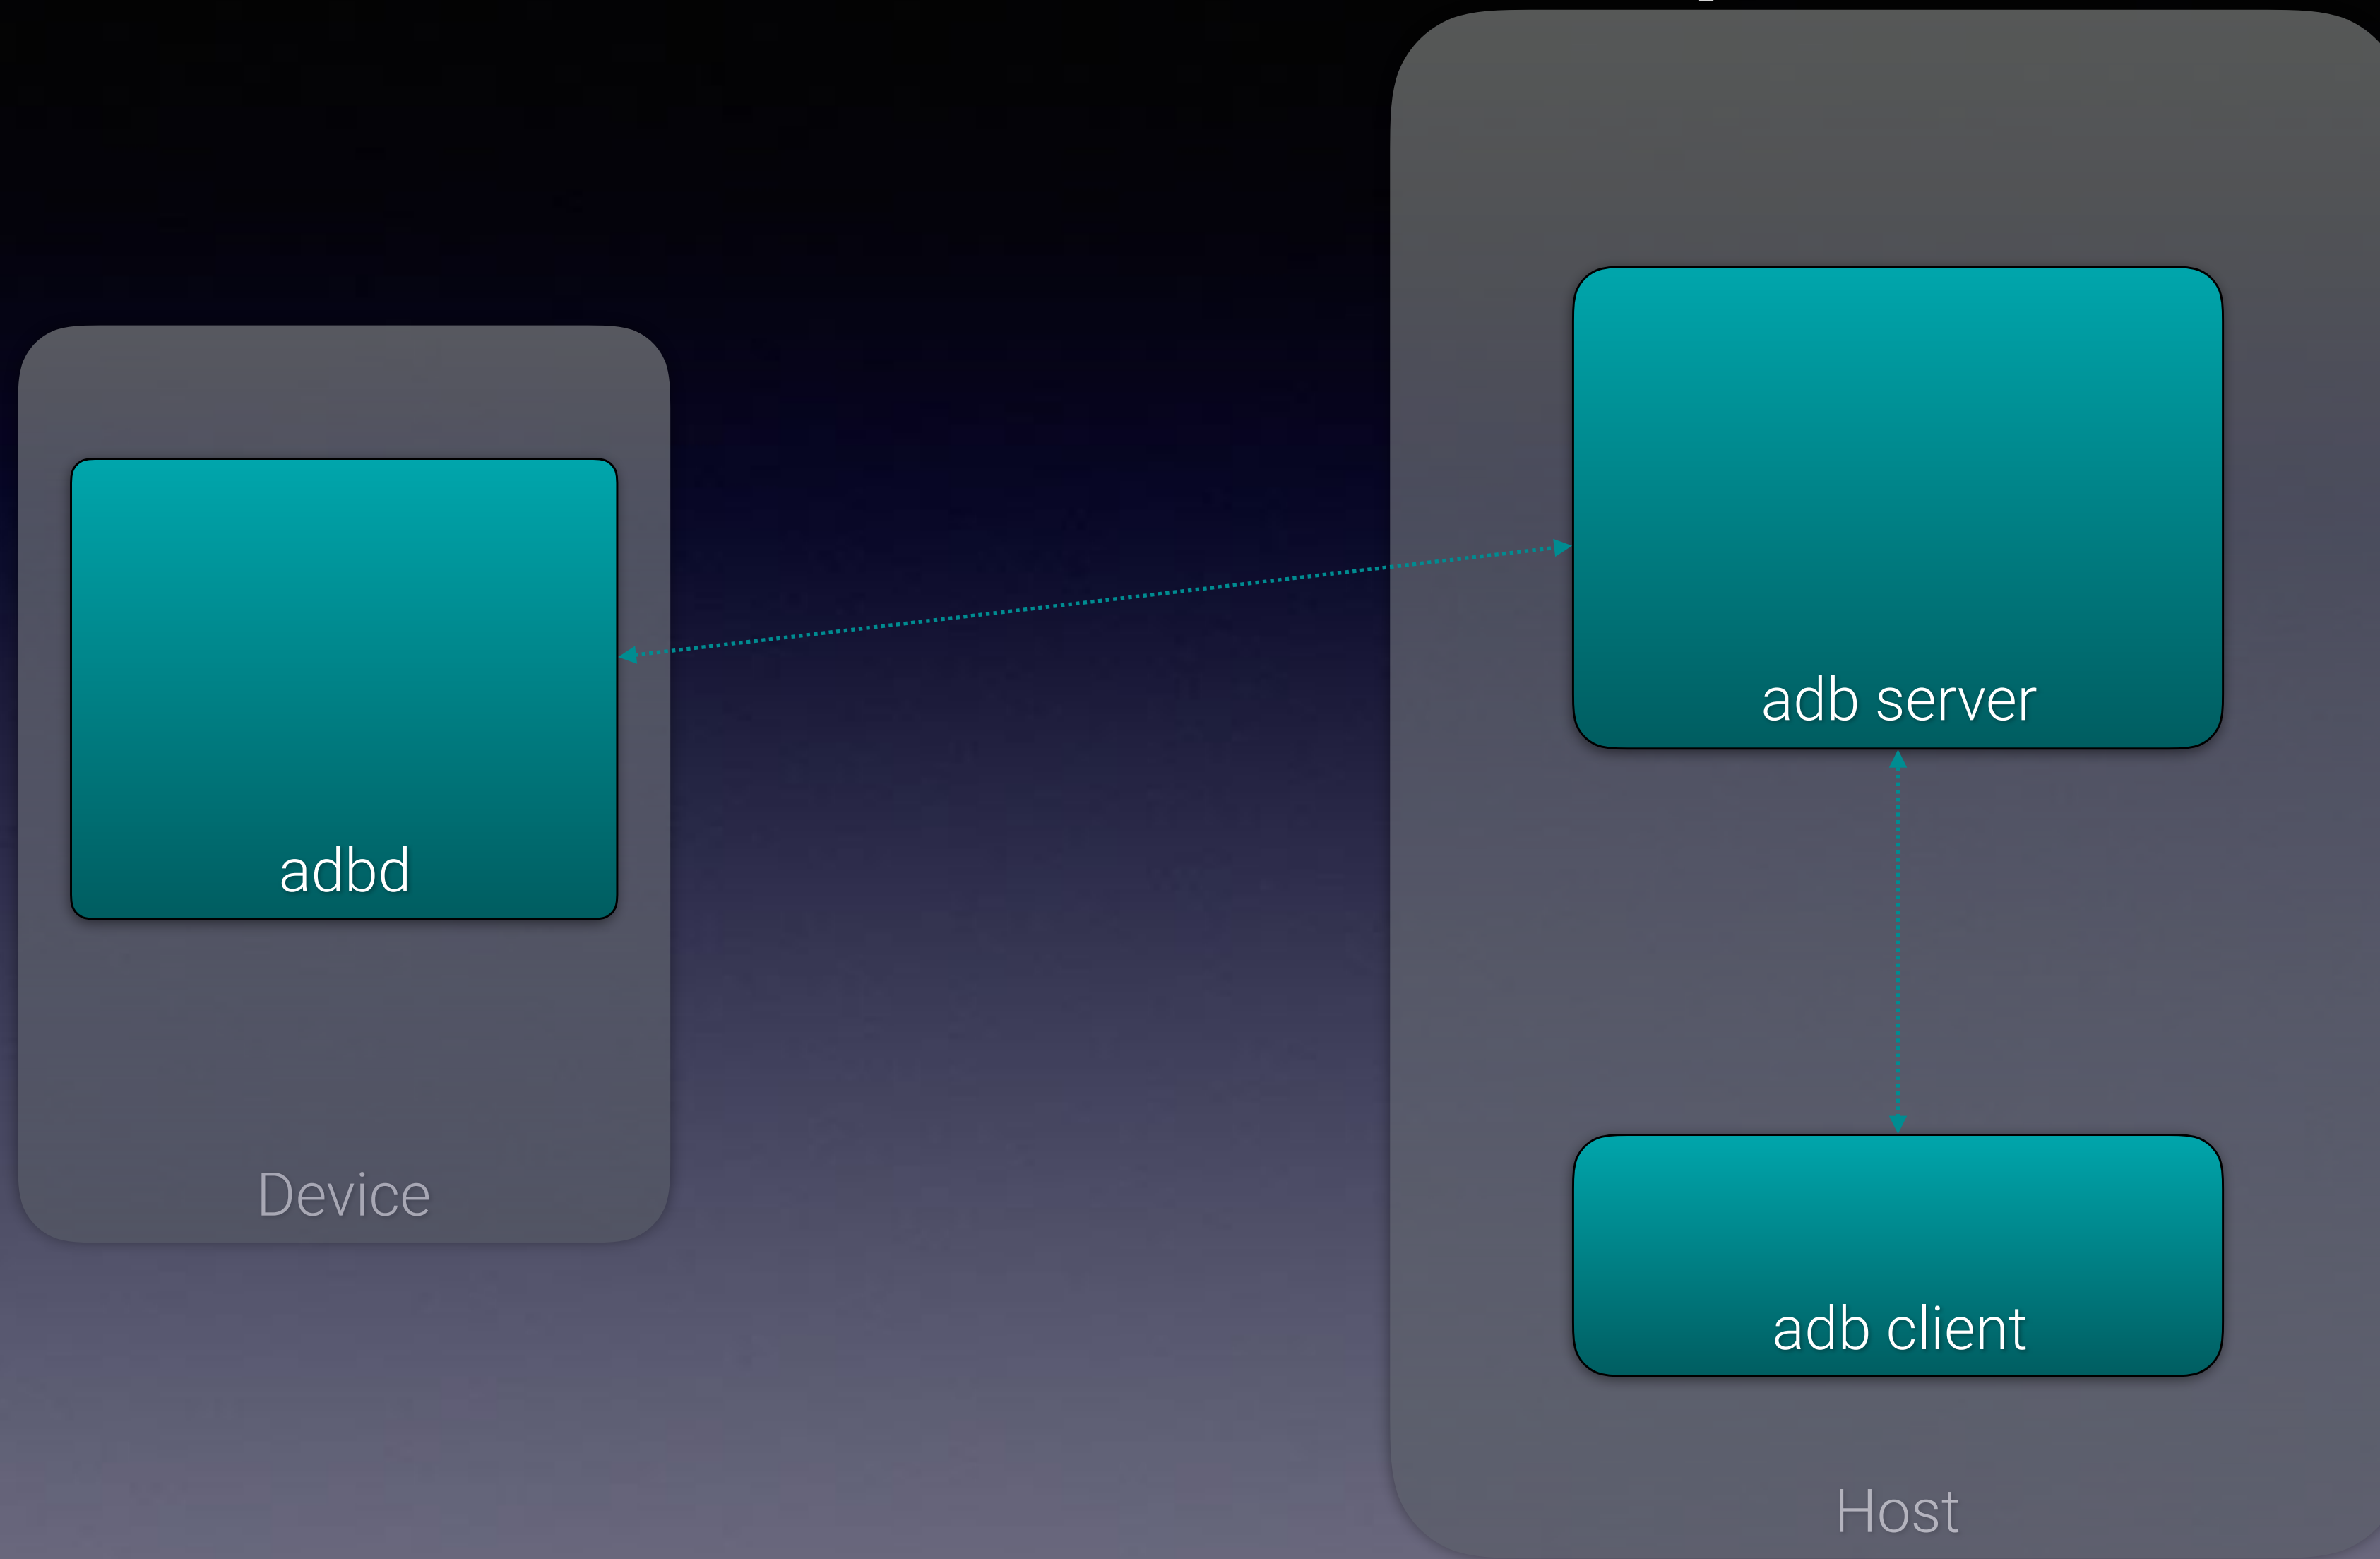 adb server
adbd
Device
adb client
Host